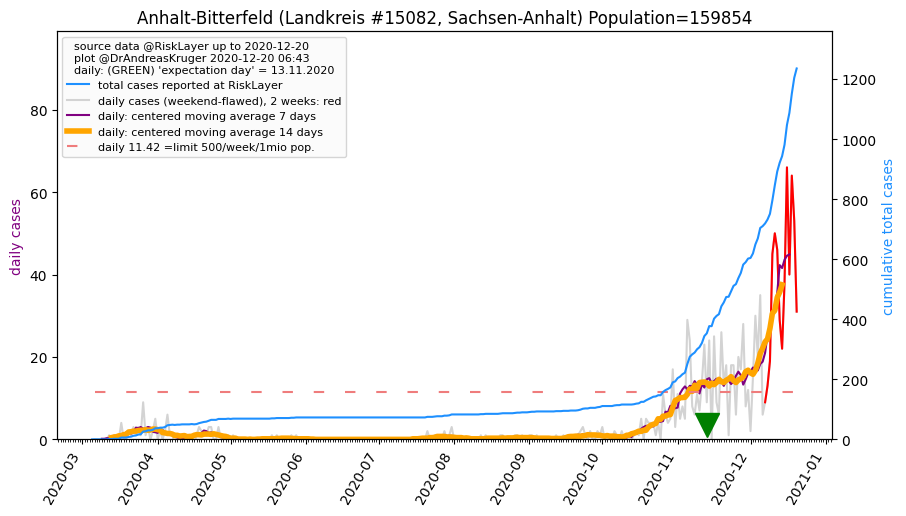 Anhalt-Bitterfeld (Landkreis #15082, Sachsen-Anhalt) Population=159854
source data @RiskLayer up to 2020-12-20
plot @DrAndreasKruger 2020-12-20 06:43
daily: (GREEN) 'expectation day' = 13.11.2020
total cases reported at RiskLayer
daily cases (weekend-flawed), 2 weeks: red
daily: centered moving average 7 days
daily: centered moving average 14 days
daily 11.42 =limit 500/week/1mio pop.
daily cases
80
60
40
20
0
cumulative total cases
1200
1000
800
600
400
200
0
2020-03
2020-04
2020-05
2020-06
2020-07
2020-08
2020-09
2020-10
2020-11
2020-12
2021-01